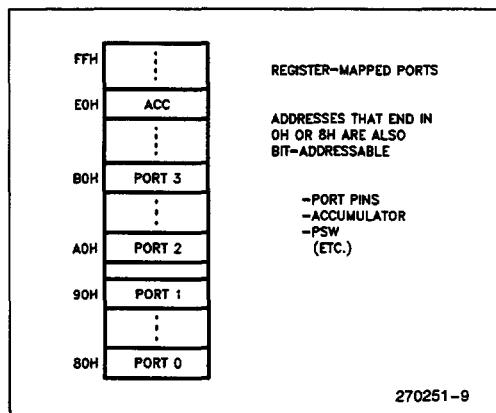 FFH
E0H
ACC
B0H
PORT 3
A0H
PORT 2
90H
PORT 1
80H
PORT 0
REGISTER-MAPPED PORTS
ADDRESSES THAT END IN
0H OR 8H ARE ALSO
BIT-ADDRESSABLE
-PORT PINS
-ACCUMULATOR
-PSW
(ETC.)
270251-9